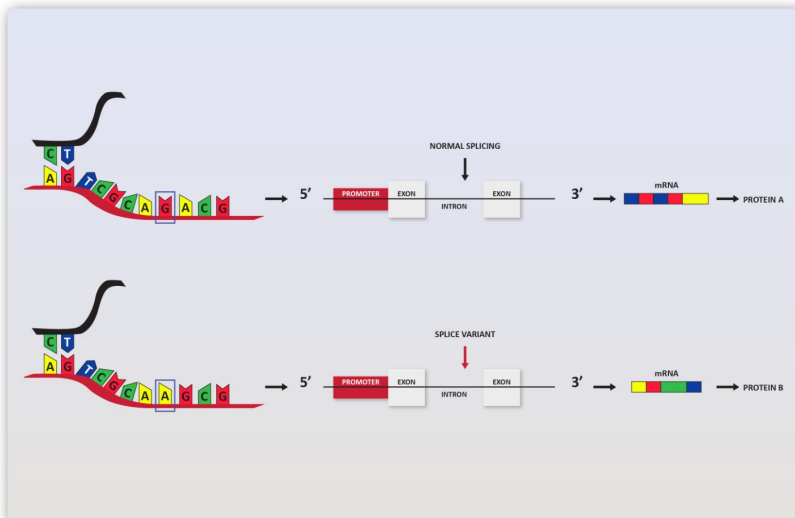 C T
A G T C G C A G A C G
5'
PROMOTER
EXON
NORMAL SPLICING
INTRON
EXON
3'
mRNA
PROTEIN A
C T
A G T C G C A A G C G
5'
PROMOTER
EXON
SPLICE VARIANT
INTRON
EXON
3'
mRNA
PROTEIN B